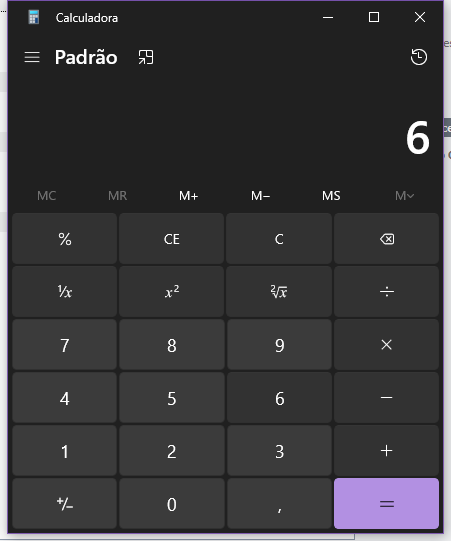 Calculadora
Padrão
6
MC MR M+ M− MS M
% CE C
¹/x x² ²√x ÷
7 8 9 ×
4 5 6 −
1 2 3 +
+/− 0 , =